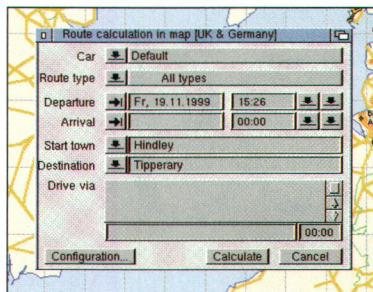 Route calculation in map [UK & Germany]
Car Default
Route type All types
Departure Fr, 19.11.1999 15:26
Arrival 00:00
Start town Hindley
Destination Tipperary
Drive via
00:00
Configuration... Calculate Cancel